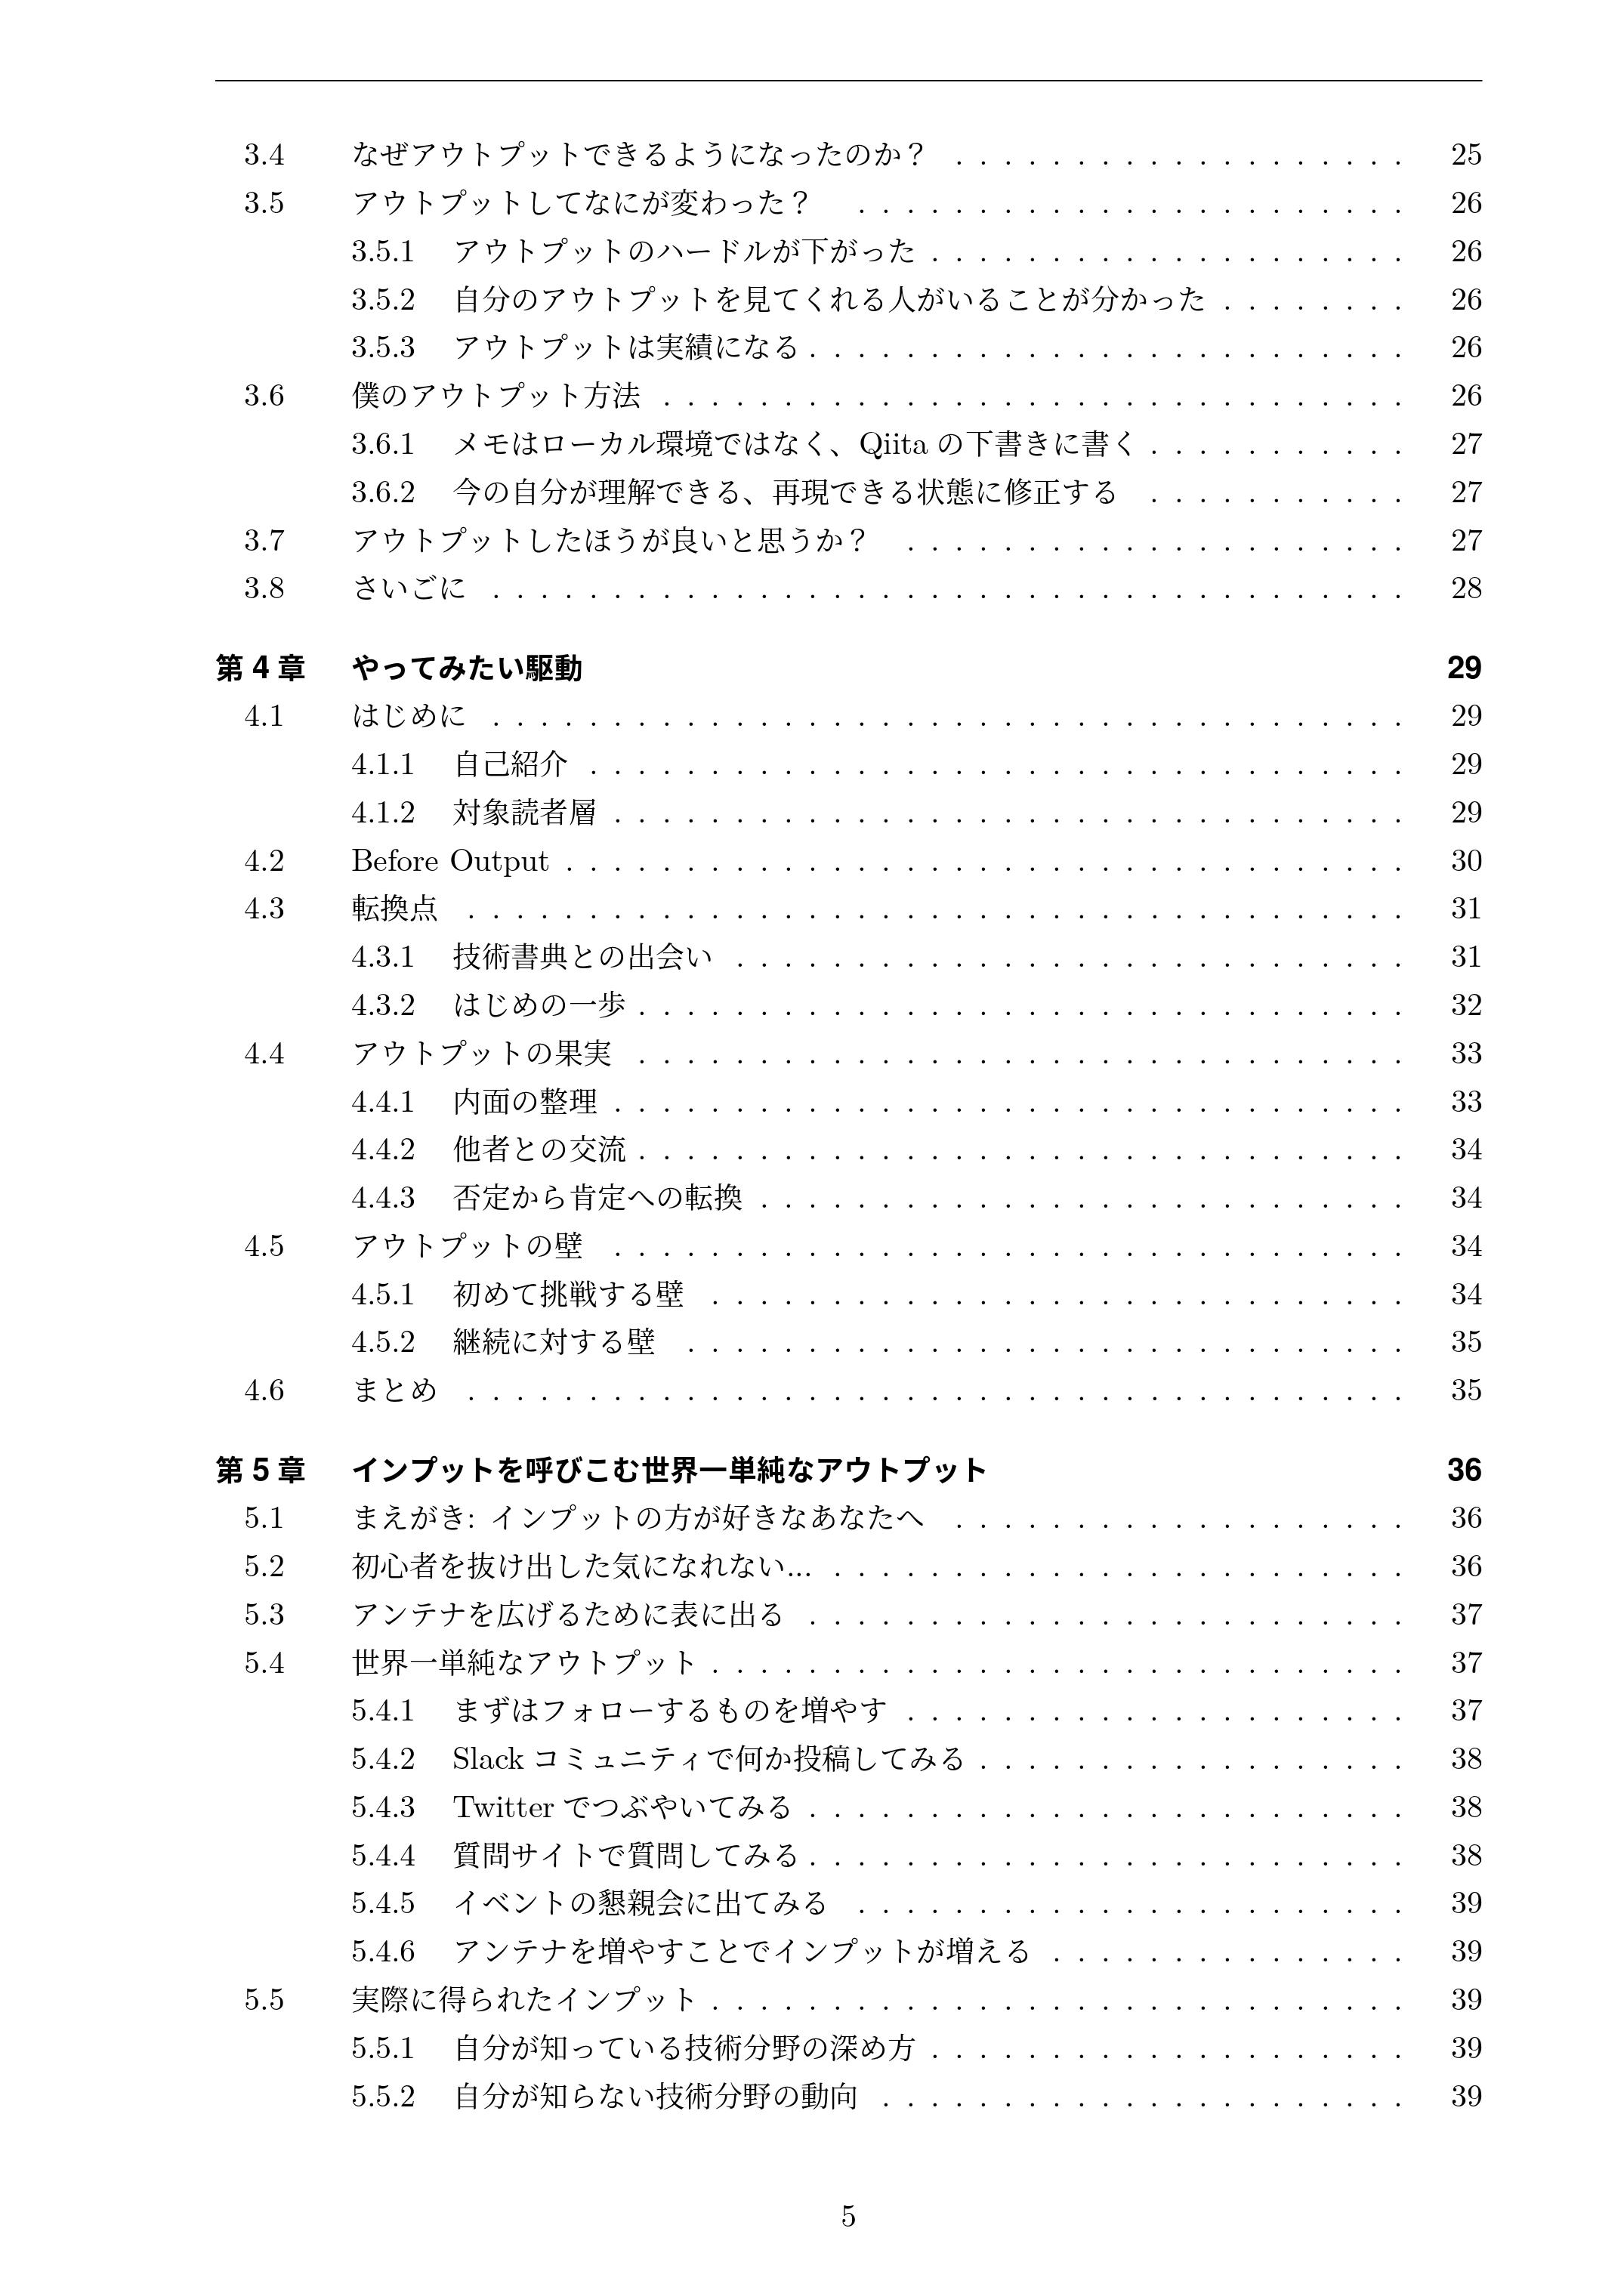 3.4 なぜアウトプットできるようになったのか? . . . . . . . . . . . . . . . . . . . 25
3.5 アウトプットしてなにが変わった? . . . . . . . . . . . . . . . . . . . . . . . 26
3.5.1 アウトプットのハードルが下がった . . . . . . . . . . . . . . . . . . . . 26
3.5.2 自分のアウトプットを見てくれる人がいることが分かった . . . . . . . . 26
3.5.3 アウトプットは実績になる . . . . . . . . . . . . . . . . . . . . . . . . . 26
3.6 僕のアウトプット方法 . . . . . . . . . . . . . . . . . . . . . . . . . . . . . . . 26
3.6.1 メモはローカル環境ではなく、Qiita の下書きに書く . . . . . . . . . . . 27
3.6.2 今の自分が理解できる、再現できる状態に修正する . . . . . . . . . . . 27
3.7 アウトプットしたほうが良いと思うか? . . . . . . . . . . . . . . . . . . . . . 27
3.8 さいごに . . . . . . . . . . . . . . . . . . . . . . . . . . . . . . . . . . . . . . 28
第 4 章 やってみたい駆動 29
4.1 はじめに . . . . . . . . . . . . . . . . . . . . . . . . . . . . . . . . . . . . . . 29
4.1.1 自己紹介 . . . . . . . . . . . . . . . . . . . . . . . . . . . . . . . . . . 29
4.1.2 対象読者層 . . . . . . . . . . . . . . . . . . . . . . . . . . . . . . . . . 29
4.2 Before Output . . . . . . . . . . . . . . . . . . . . . . . . . . . . . . . . . . . 30
4.3 転換点 . . . . . . . . . . . . . . . . . . . . . . . . . . . . . . . . . . . . . . . 31
4.3.1 技術書典との出会い . . . . . . . . . . . . . . . . . . . . . . . . . . . . 31
4.3.2 はじめの一歩 . . . . . . . . . . . . . . . . . . . . . . . . . . . . . . . . 32
4.4 アウトプットの果実 . . . . . . . . . . . . . . . . . . . . . . . . . . . . . . . . 33
4.4.1 内面の整理 . . . . . . . . . . . . . . . . . . . . . . . . . . . . . . . . . 33
4.4.2 他者との交流 . . . . . . . . . . . . . . . . . . . . . . . . . . . . . . . . 34
4.4.3 否定から肯定への転換 . . . . . . . . . . . . . . . . . . . . . . . . . . . 34
4.5 アウトプットの壁 . . . . . . . . . . . . . . . . . . . . . . . . . . . . . . . . . 34
4.5.1 初めて挑戦する壁 . . . . . . . . . . . . . . . . . . . . . . . . . . . . . 34
4.5.2 継続に対する壁 . . . . . . . . . . . . . . . . . . . . . . . . . . . . . . 35
4.6 まとめ . . . . . . . . . . . . . . . . . . . . . . . . . . . . . . . . . . . . . . . 35
第 5 章 インプットを呼びこむ世界一単純なアウトプット 36
5.1 まえがき: インプットの方が好きなあなたへ . . . . . . . . . . . . . . . . . . . 36
5.2 初心者を抜け出した気になれない... . . . . . . . . . . . . . . . . . . . . . . . . 36
5.3 アンテナを広げるために表に出る . . . . . . . . . . . . . . . . . . . . . . . . . 37
5.4 世界一単純なアウトプット . . . . . . . . . . . . . . . . . . . . . . . . . . . . . 37
5.4.1 まずはフォローするものを増やす . . . . . . . . . . . . . . . . . . . . . 37
5.4.2 Slack コミュニティで何か投稿してみる . . . . . . . . . . . . . . . . . . 38
5.4.3 Twitter でつぶやいてみる . . . . . . . . . . . . . . . . . . . . . . . . . 38
5.4.4 質問サイトで質問してみる . . . . . . . . . . . . . . . . . . . . . . . . . 38
5.4.5 イベントの懇親会に出てみる . . . . . . . . . . . . . . . . . . . . . . . 39
5.4.6 アンテナを増やすことでインプットが増える . . . . . . . . . . . . . . . 39
5.5 実際に得られたインプット . . . . . . . . . . . . . . . . . . . . . . . . . . . . . 39
5.5.1 自分が知っている技術分野の深め方 . . . . . . . . . . . . . . . . . . . . 39
5.5.2 自分が知らない技術分野の動向 . . . . . . . . . . . . . . . . . . . . . . 39
5